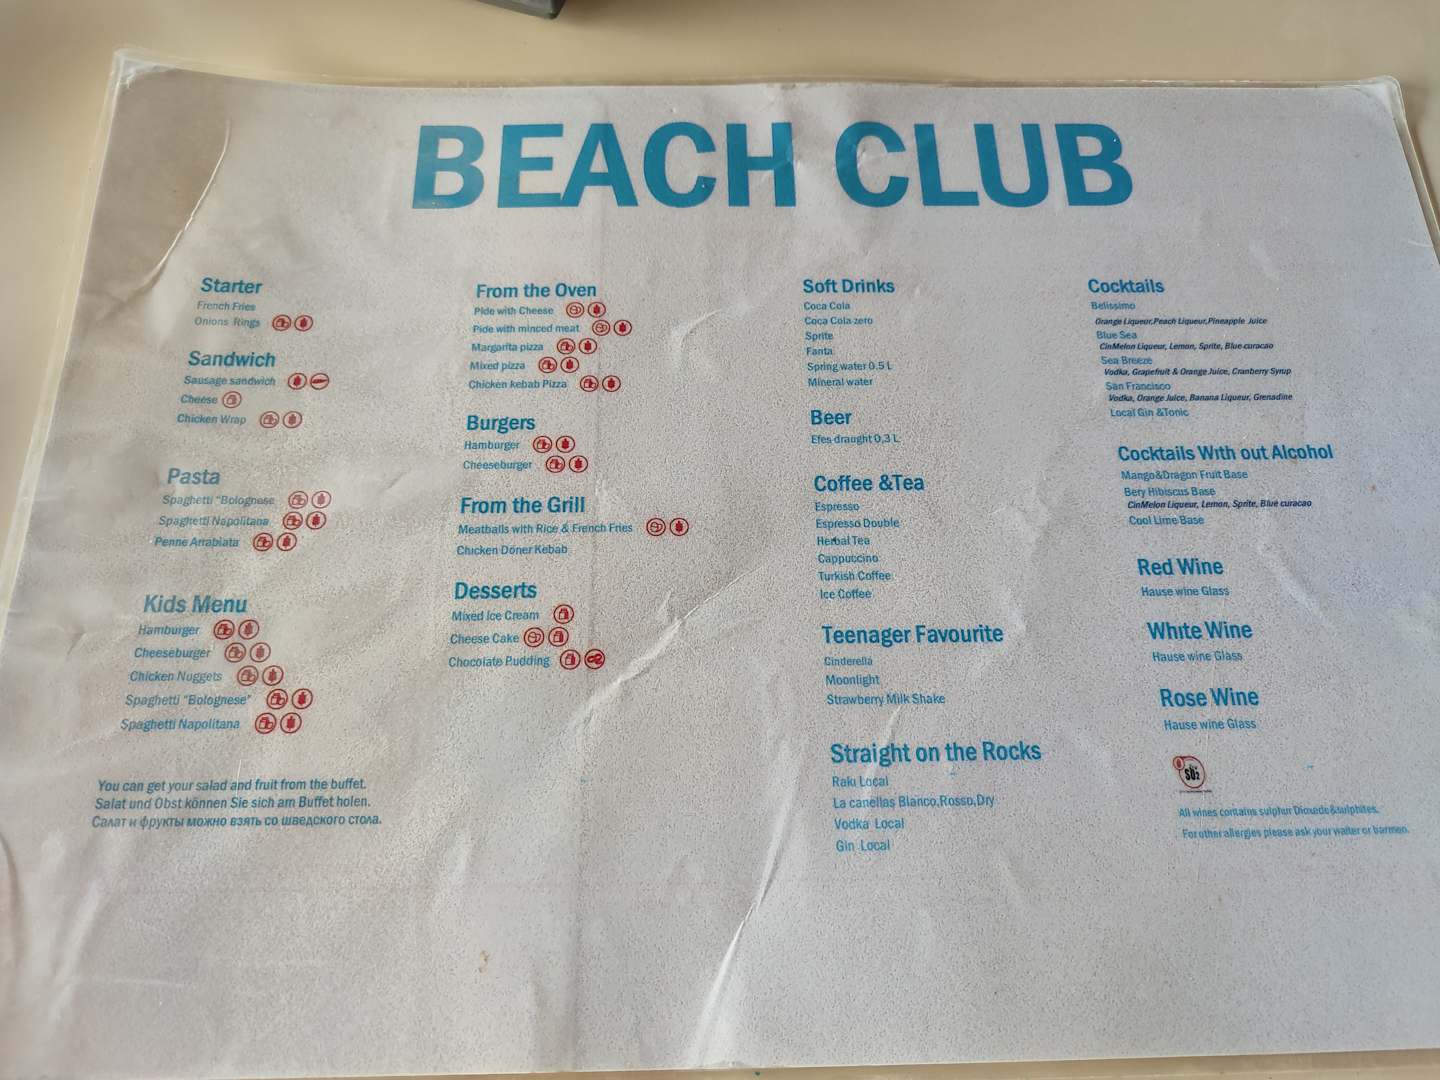 BEACH CLUB
Starter
French Fries
Onions Rings
Sandwich
Sausage sandwich
Cheese
Chicken Wrap
Pasta
Spaghetti "Bolognese
Spaghetti Napolitana
Penne Arrabiata
Kids Menu
Hamburger
Cheeseburger
Chicken Nuggets
Spaghetti "Bolognese"
Spaghetti Napolitana
You can get your salad and fruit from the buffet.
Salat und Obst können Sie sich am Buffet holen.
Салат и фрукты можно взять со шведского стола.
From the Oven
Pide with Cheese
Pide with minced meat
Margarita pizza
Mixed pizza
Chicken kebab Pizza
Burgers
Hamburger
Cheeseburger
From the Grill
Meatballs with Rice & French Fries
Chicken Döner Kebab
Desserts
Mixed Ice Cream
Cheese Cake
Chocolate Pudding
Soft Drinks
Coca Cola
Coca Cola zero
Sprite
Fanta
Spring water 0.5 L
Mineral water
Beer
Efes draught 0,3 L
Coffee &Tea
Espresso
Espresso Double
Herbal Tea
Cappuccino
Turkish Coffee
Ice Coffee
Teenager Favourite
Cinderella
Moonlight
Strawberry Milk Shake
Straight on the Rocks
Rakı Local
La canellas Blanco,Rosso,Dry
Vodka Local
Gin Local
Cocktails
Belissimo
Orange Liqueur,Peach Liqueur,Pineapple Juice
Blue Sea
CinMelon Liqueur, Lemon, Sprite, Blue curacao
Sea Breeze
Vodka, Grapefruit & Orange Juice, Cranberry Syrup
San Francisco
Vodka, Orange Juice, Banana Liqueur, Grenadine
Local Gin &Tonic
Cocktails Wıth out Alcohol
Mango&Dragon Fruit Base
Bery Hibiscus Base
CinMelon Liqueur, Lemon, Sprite, Blue curacao
Cool Lime Base
Red Wine
Hause wine Glass
Whıte Wine
Hause wine Glass
Rose Wine
Hause wine Glass
SO2
All wines contains sulphur Dioxede&sulphites.
For other allergies please ask your waiter or barmen.